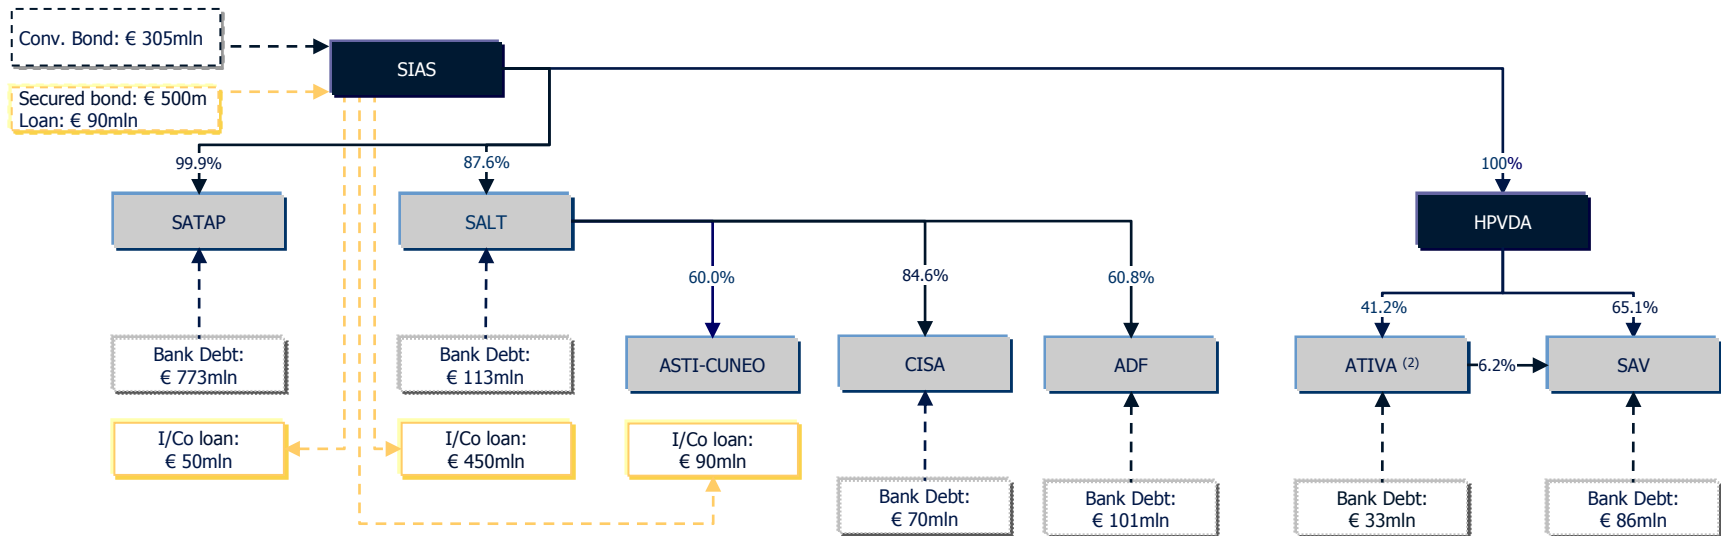 Conv. Bond: € 305mln
SIAS
Secured bond: € 500m
Loan: € 90mln
99.9%
87.6%
100%
SATAP
SALT
HPVDA
60.0%
84.6%
60.8%
41.2%
65.1%
Bank Debt:
€ 773mln
Bank Debt:
€ 113mln
ASTI-CUNEO
CISA
ADF
ATIVA (2)
6.2%
SAV
I/Co loan:
€ 50mln
I/Co loan:
€ 450mln
I/Co loan:
€ 90mln
Bank Debt:
€ 70mln
Bank Debt:
€ 101mln
Bank Debt:
€ 33mln
Bank Debt:
€ 86mln